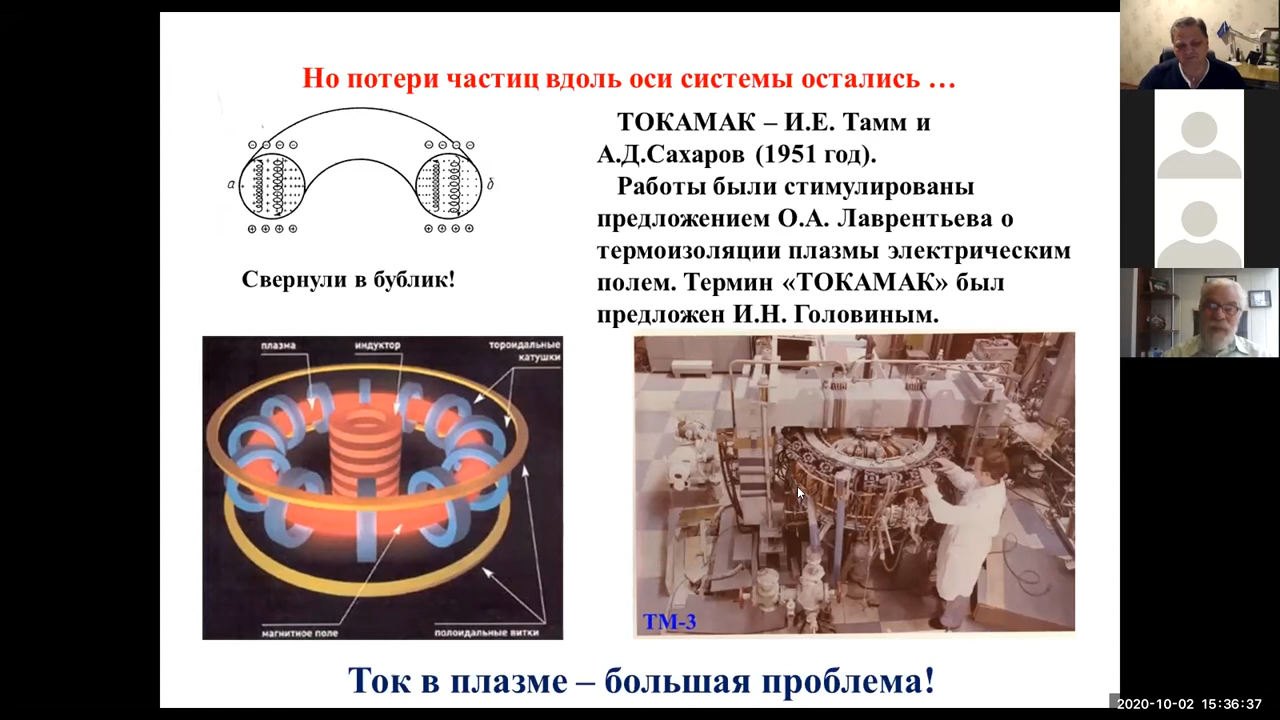 Но потери частиц вдоль оси системы остались …
а
б
Свернули в бублик!
ТОКАМАК – И.Е. Тамм и
А.Д.Сахаров (1951 год).
Работы были стимулированы
предложением О.А. Лаврентьева о
термоизоляции плазмы электрическим
полем. Термин «ТОКАМАК» был
предложен И.Н. Головиным.
плазма
индуктор
тороидальные
катушки
магнитное поле
полоидальные витки
ТМ-3
Ток в плазме – большая проблема!
2020-10-02 15:36:37